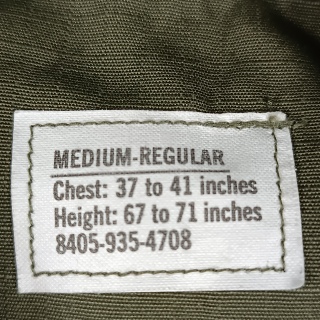 MEDIUM-REGULAR
Chest: 37 to 41 inches
Height: 67 to 71 inches
8405-935-4708